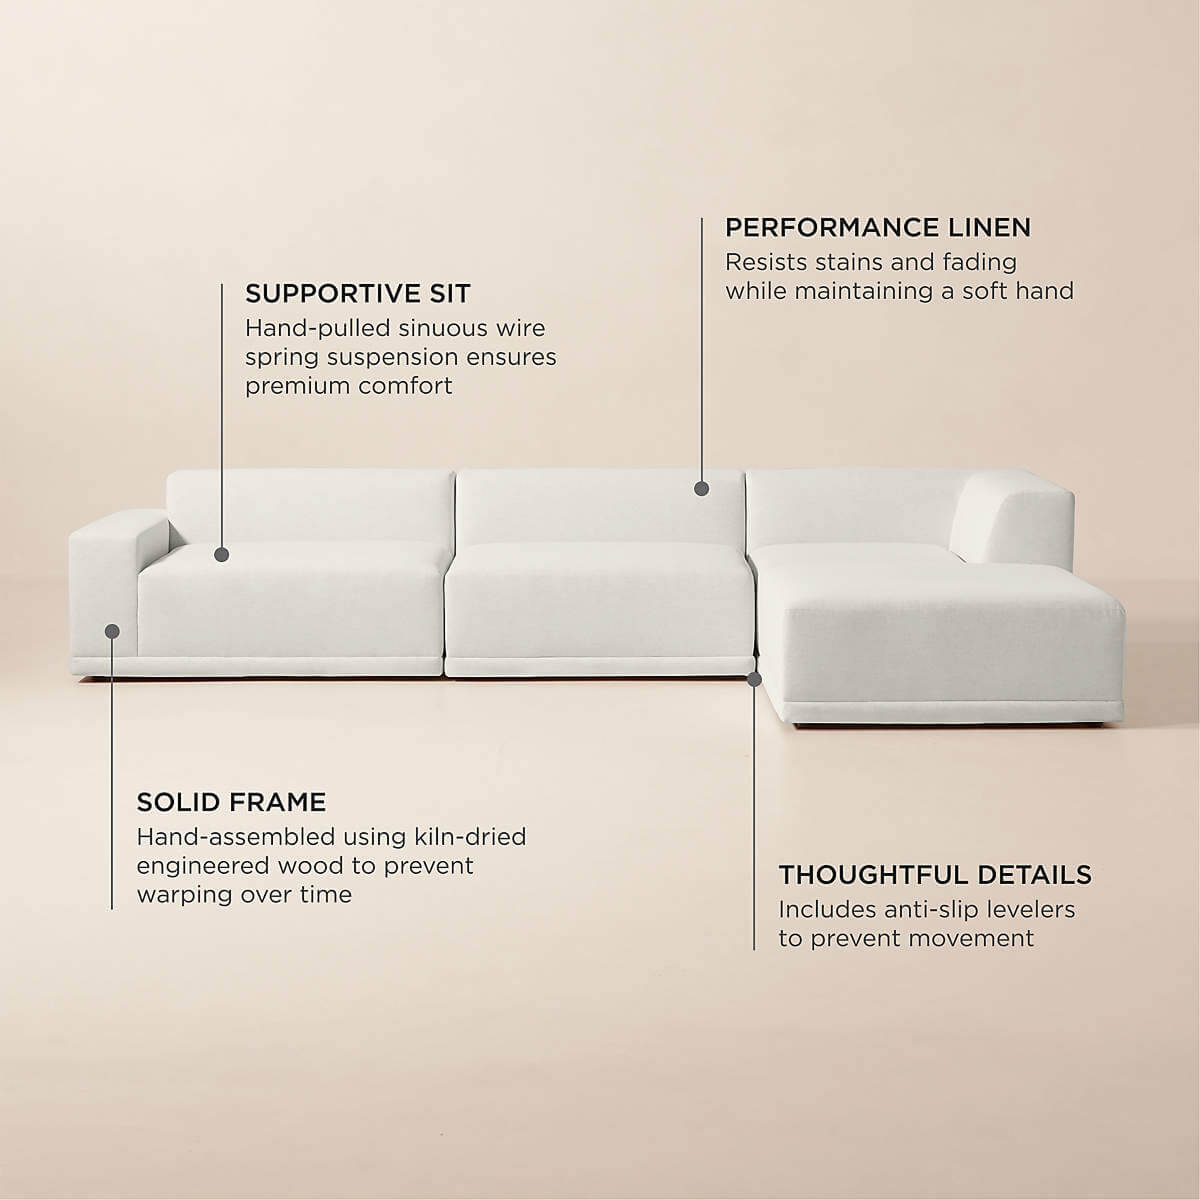 PERFORMANCE LINEN
Resists stains and fading
while maintaining a soft hand
SUPPORTIVE SIT
Hand-pulled sinuous wire
spring suspension ensures
premium comfort
SOLID FRAME
Hand-assembled using kiln-dried
engineered wood to prevent
warping over time
THOUGHTFUL DETAILS
Includes anti-slip levelers
to prevent movement